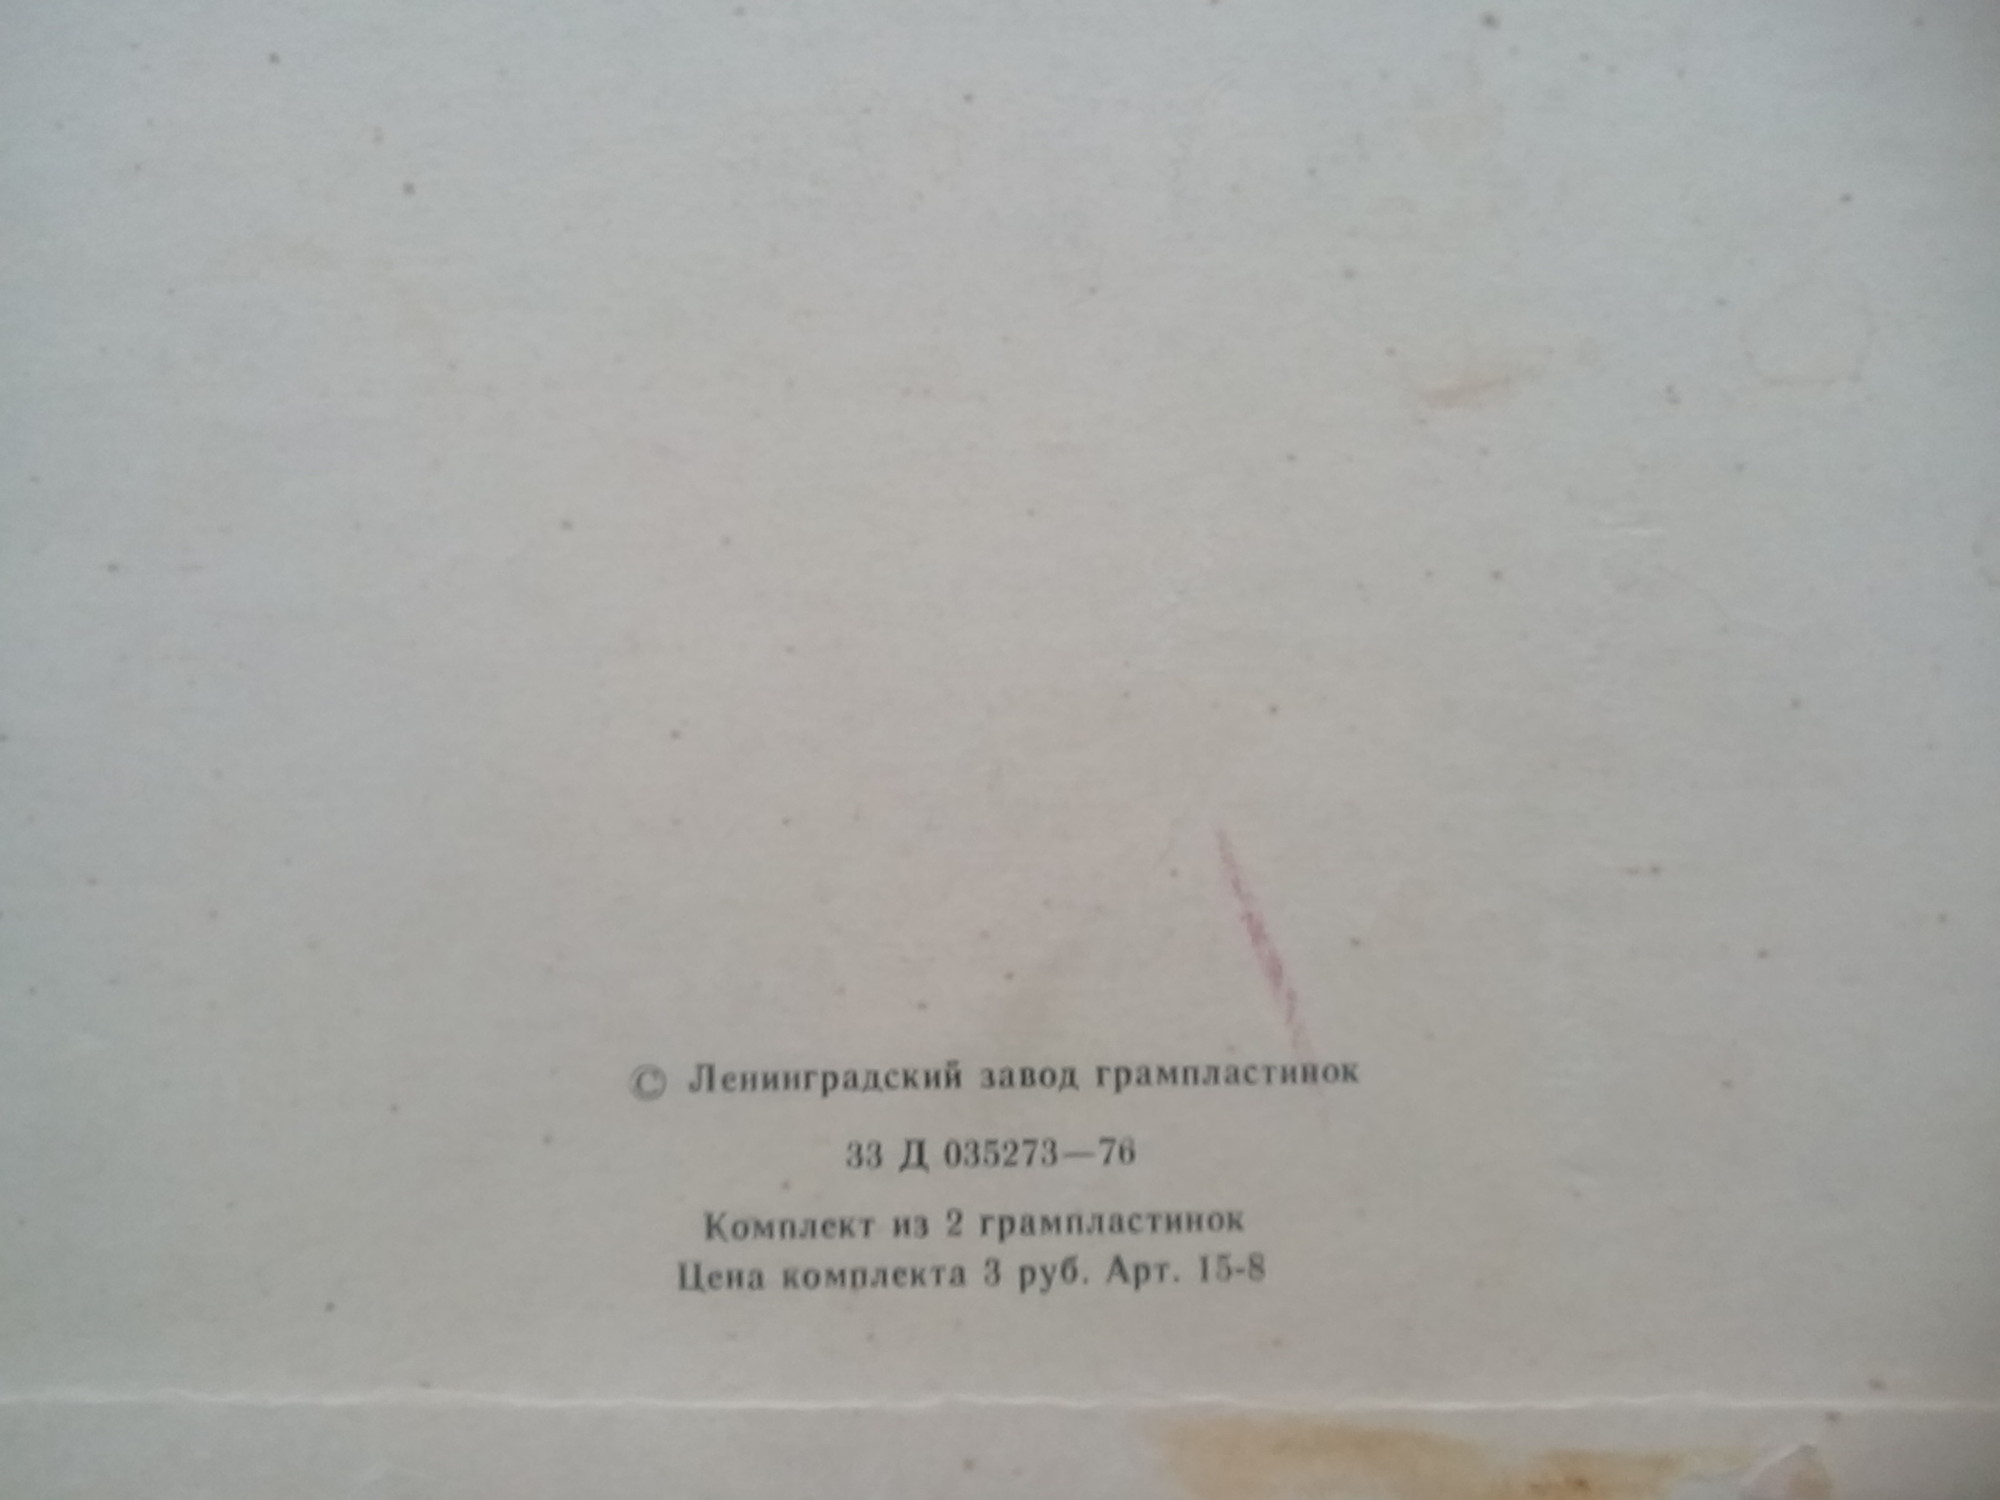 © Ленинградский завод грампластинок
33 Д 035273—76
Комплект из 2 грампластинок
Цена комплекта 3 руб. Арт. 15-8